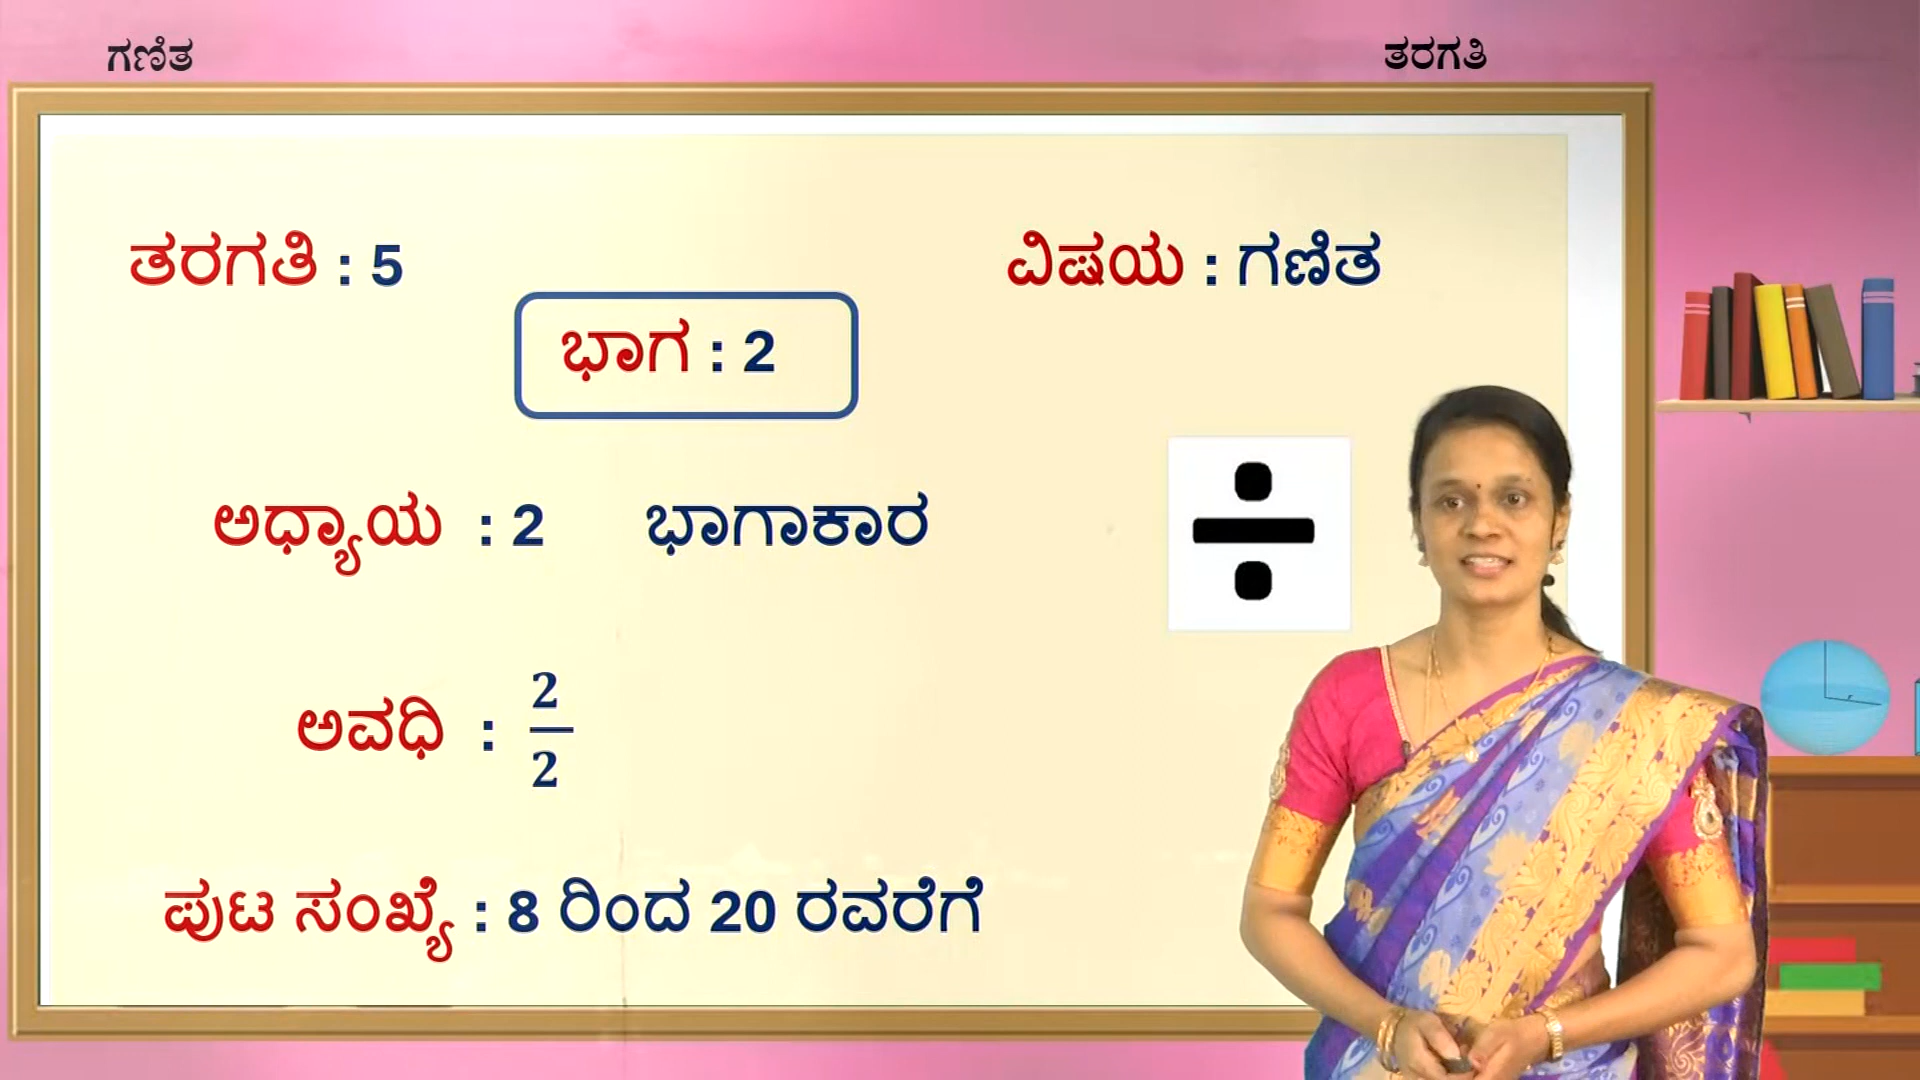 ಗಣಿತ ತರಗತಿ
ತರಗತಿ : 5 ವಿಷಯ : ಗಣಿತ
ಭಾಗ : 2
ಅಧ್ಯಾಯ : 2 ಭಾಗಾಕಾರ
÷
ಅವಧಿ : 2/2
ಪುಟ ಸಂಖ್ಯೆ : 8 ರಿಂದ 20 ರವರೆಗೆ